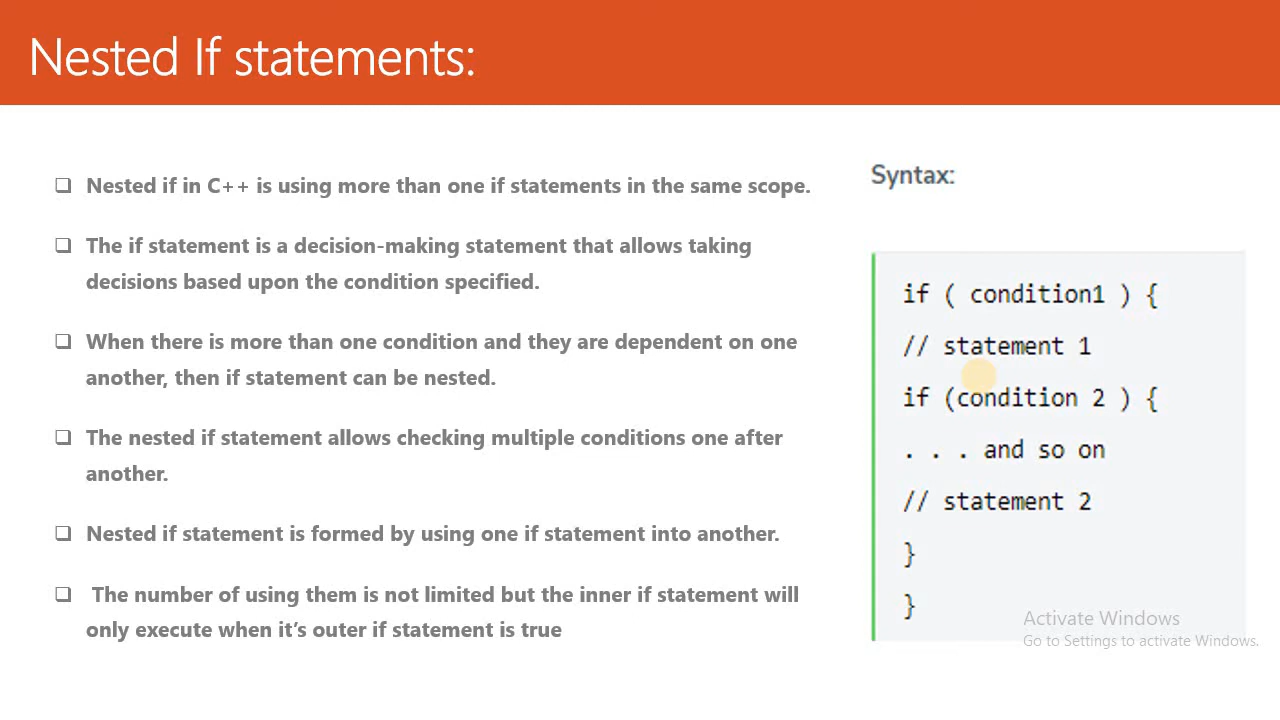 Nested If statements:
Nested if in C++ is using more than one if statements in the same scope.
The if statement is a decision-making statement that allows taking
decisions based upon the condition specified.
When there is more than one condition and they are dependent on one
another, then if statement can be nested.
The nested if statement allows checking multiple conditions one after
another.
Nested if statement is formed by using one if statement into another.
The number of using them is not limited but the inner if statement will
only execute when it’s outer if statement is true
Syntax:
if ( condition1 ) {
// statement 1
if (condition 2 ) {
. . . and so on
// statement 2
}
}
Activate Windows
Go to Settings to activate Windows.